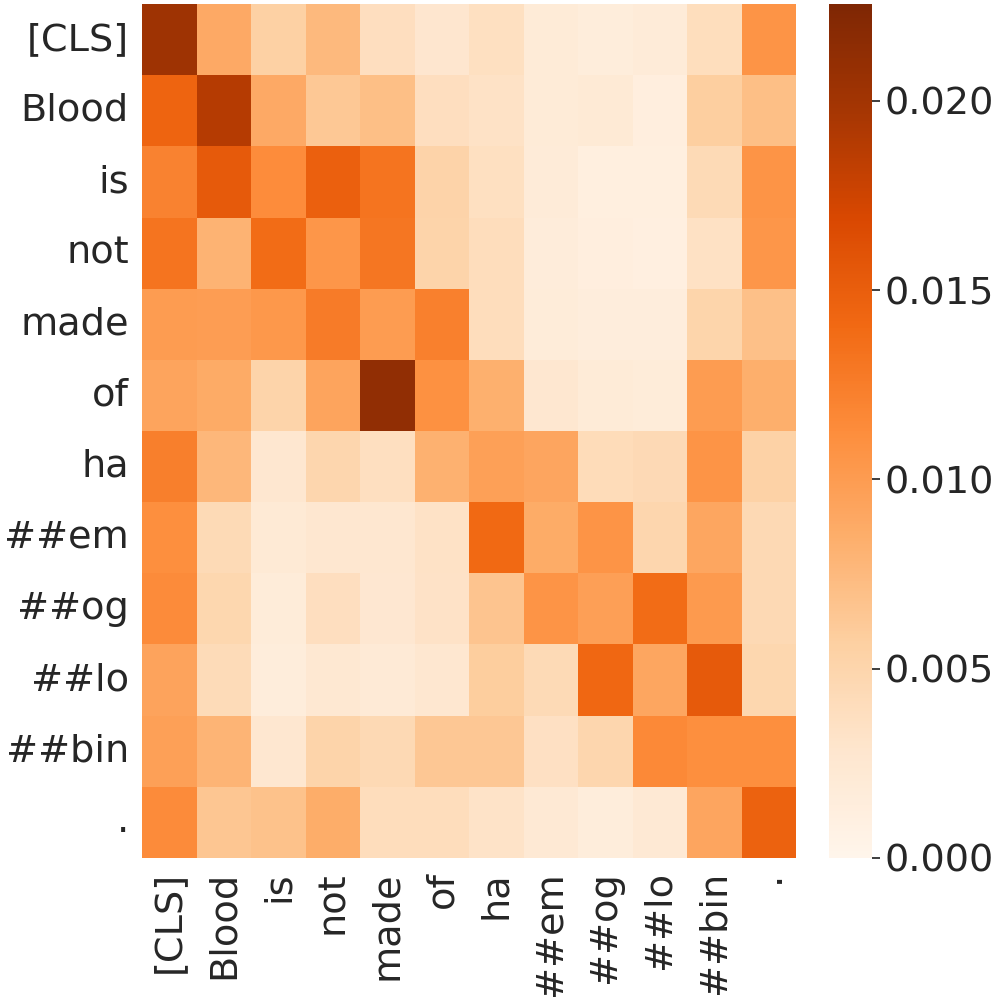 [CLS]
Blood
is
not
made
of
ha
##em
##og
##lo
##bin
.
[CLS]
Blood
is
not
made
of
ha
##em
##og
##lo
##bin
.
0.020
0.015
0.010
0.005
0.000